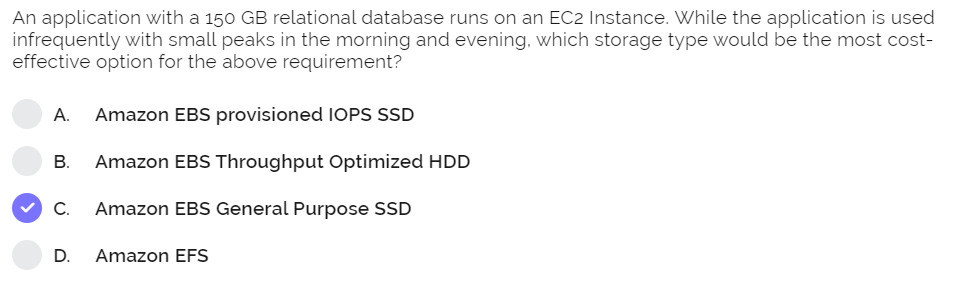 An application with a 150 GB relational database runs on an EC2 Instance. While the application is used
infrequently with small peaks in the morning and evening, which storage type would be the most cost-
effective option for the above requirement?
A. Amazon EBS provisioned IOPS SSD
B. Amazon EBS Throughput Optimized HDD
C. Amazon EBS General Purpose SSD
D. Amazon EFS